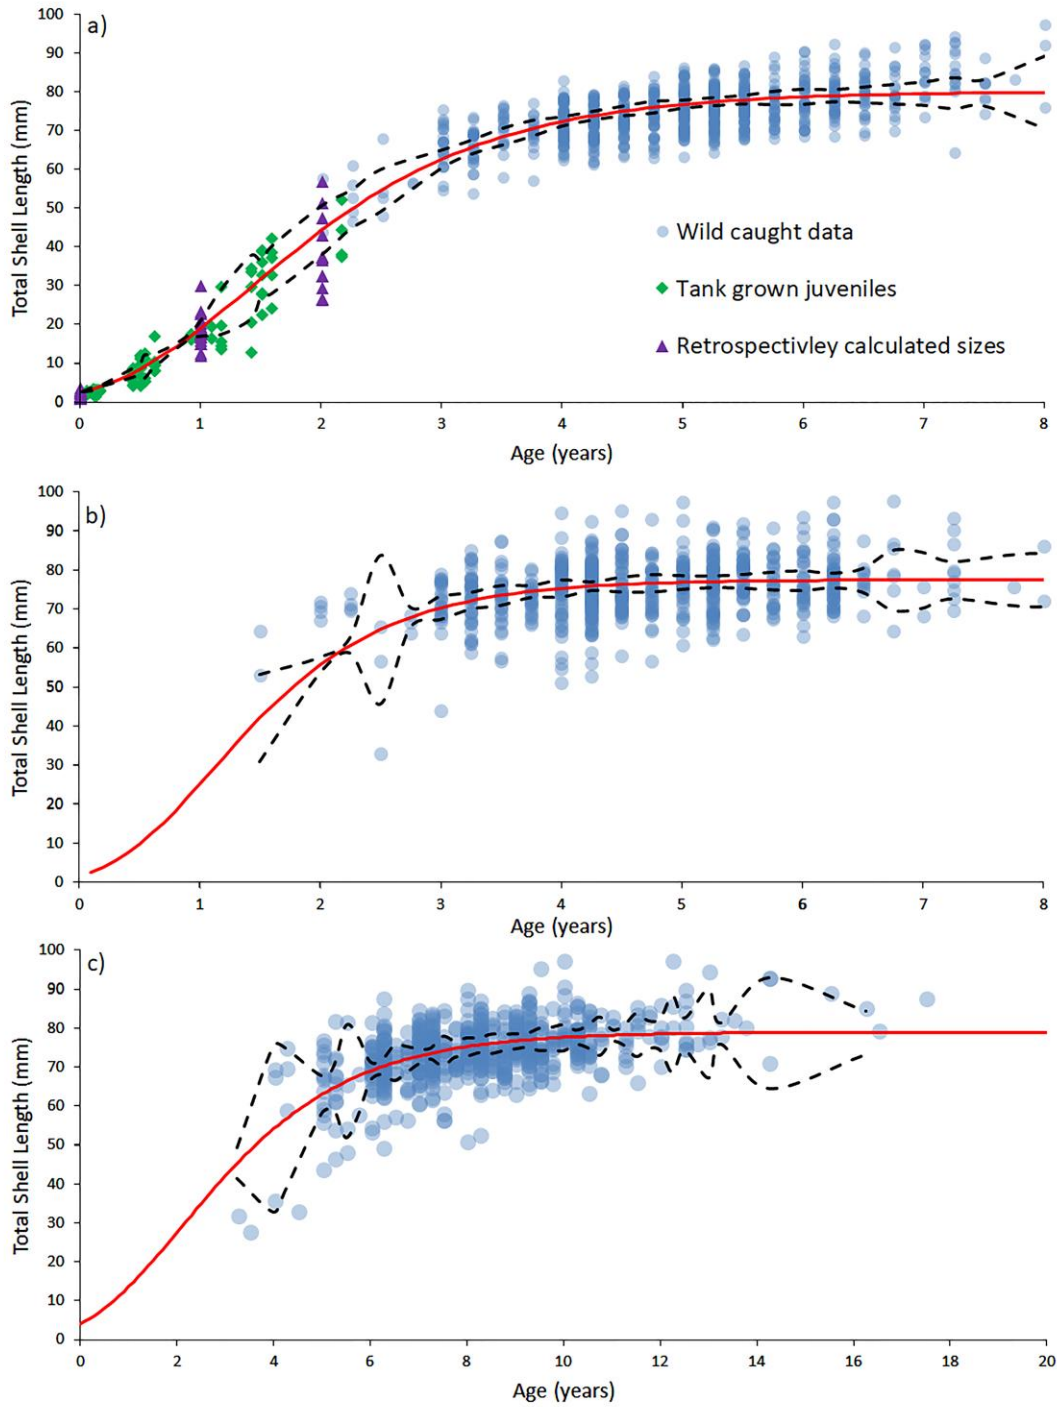 a)
100
90
80
70
60
50
40
30
20
10
0
Total Shell Length (mm)
Wild caught data
Tank grown juveniles
Retrospectivley calculated sizes
0 1 2 3 4 5 6 7 8
Age (years)
b)
100
90
80
70
60
50
40
30
20
10
0
Total Shell Length (mm)
0 1 2 3 4 5 6 7 8
Age (years)
c)
100
90
80
70
60
50
40
30
20
10
0
Total Shell Length (mm)
0 2 4 6 8 10 12 14 16 18 20
Age (years)